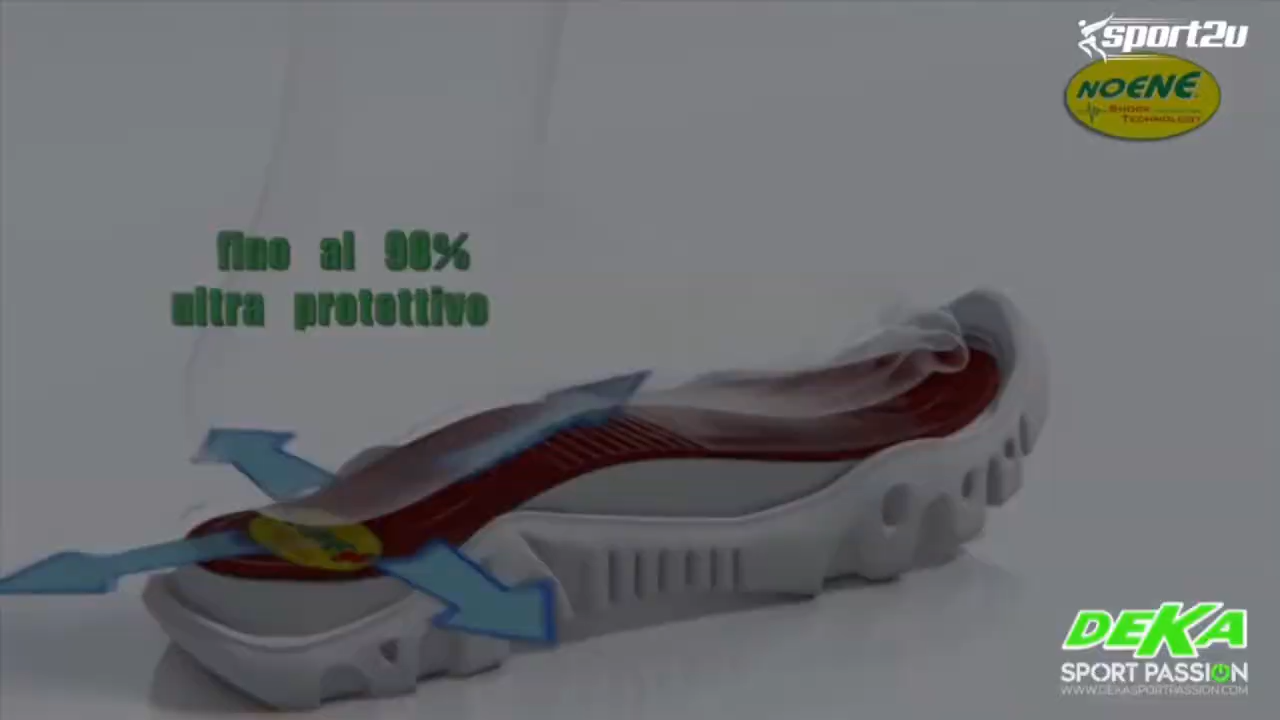 sport2u
NOENE
SHOCK
TECHNOLOGY
fino al 98%
ultra protettivo
DEKA
SPORT PASSION
WWW.DEKASPORTPASSION.COM